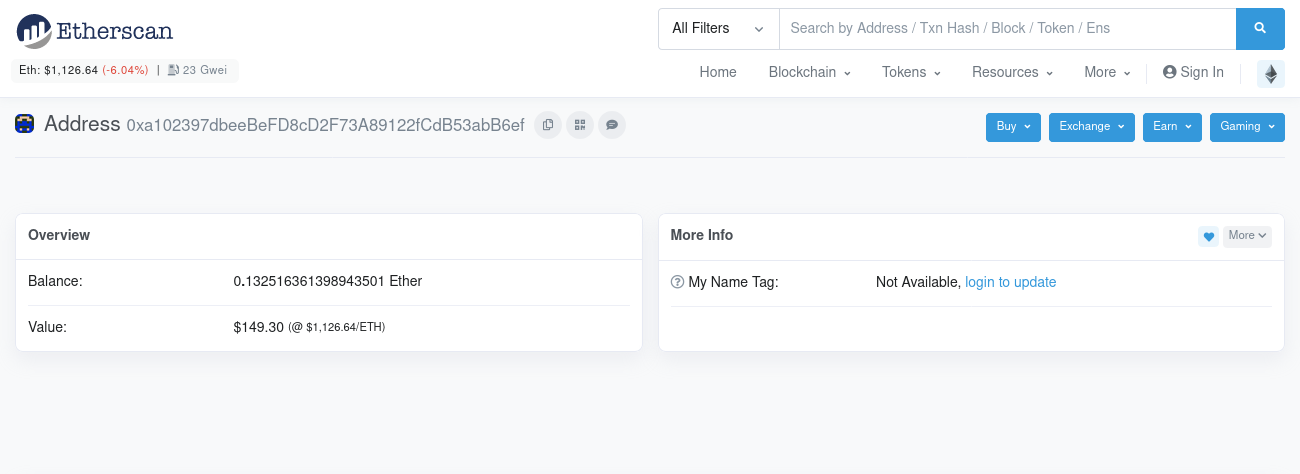 Etherscan
All Filters
Search by Address / Txn Hash / Block / Token / Ens
Eth: $1,126.64 (-6.04%) | 23 Gwei
Home Blockchain Tokens Resources More Sign In
Address 0xa102397dbeeBeFD8cD2F73A89122fCdB53abB6ef
Buy Exchange Earn Gaming
Overview
Balance: 0.132516361398943501 Ether
Value: $149.30 (@ $1,126.64/ETH)
More Info More
My Name Tag: Not Available, login to update